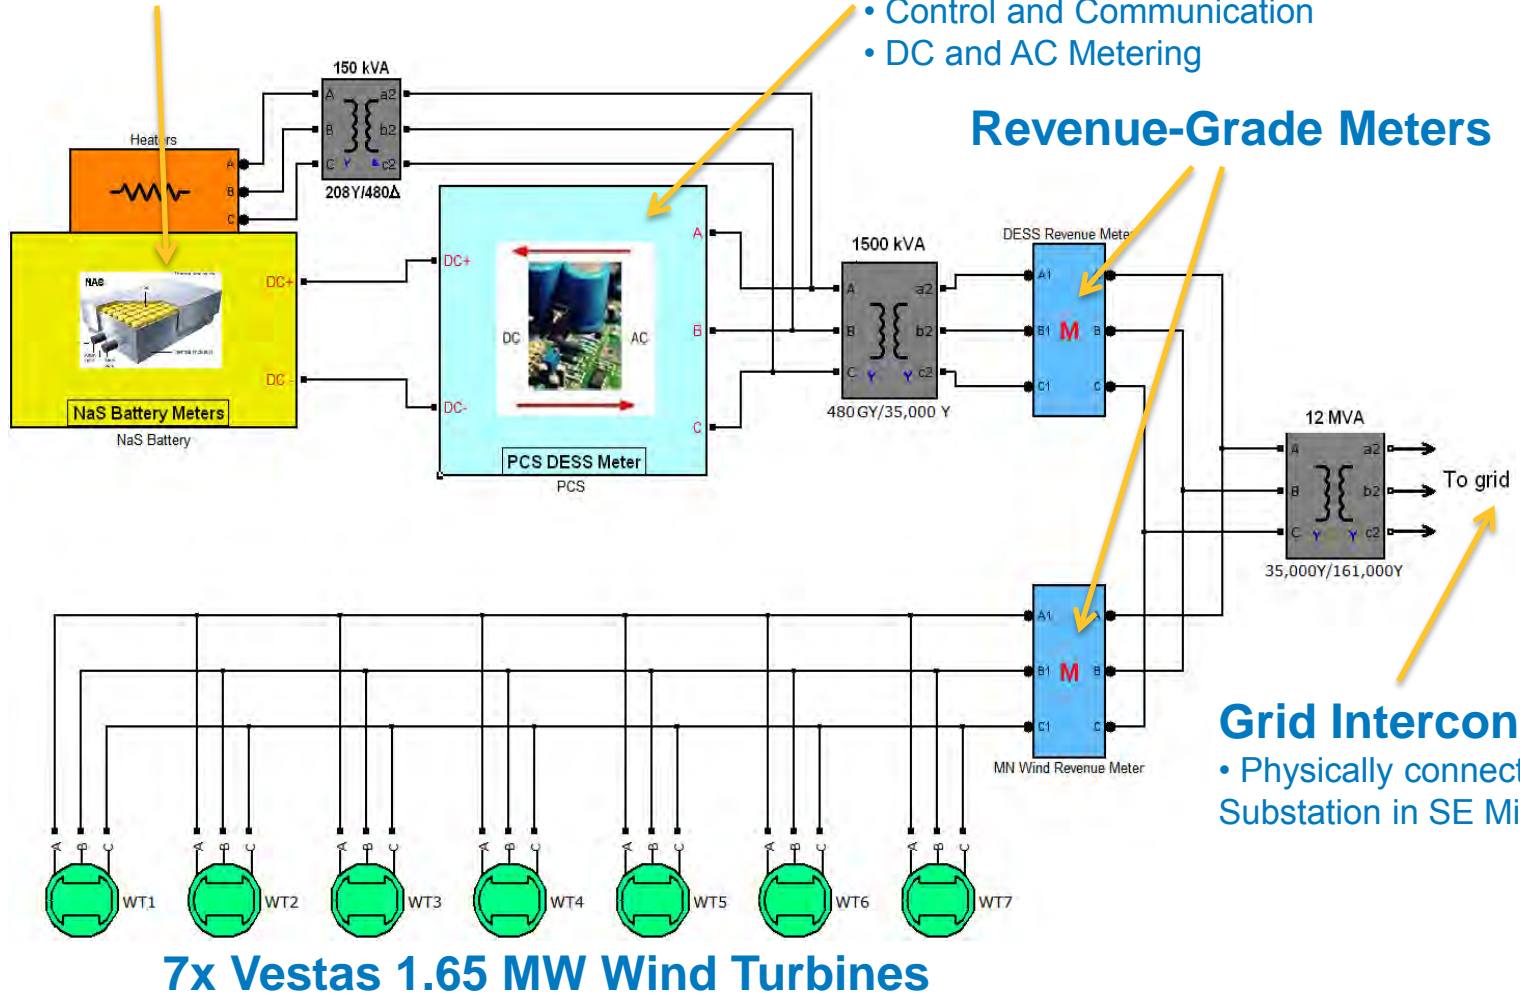 • Control and Communication
• DC and AC Metering
Revenue-Grade Meters
150 kVA
A a2
B b2
C Y c2
208Y/480Δ
Heaters
A
B
C
NAS
DC+
DC -
NaS Battery Meters
NaS Battery
DC+
DC-
DC AC
A
B
C
PCS DESS Meter
PCS
1500 kVA
A a2
B b2
C Y Y c2
480GY/35,000 Y
DESS Revenue Meter
A1
B1 M B
C1 C
12 MVA
A a2
B b2
C Y Y c2
35,000Y/161,000Y
To grid
A1 A
B1 M B
C1 C
MN Wind Revenue Meter
Grid Intercon
• Physically connect
Substation in SE Mi
A B C A B C A B C A B C A B C A B C A B C
WT1 WT2 WT3 WT4 WT5 WT6 WT7
7x Vestas 1.65 MW Wind Turbines